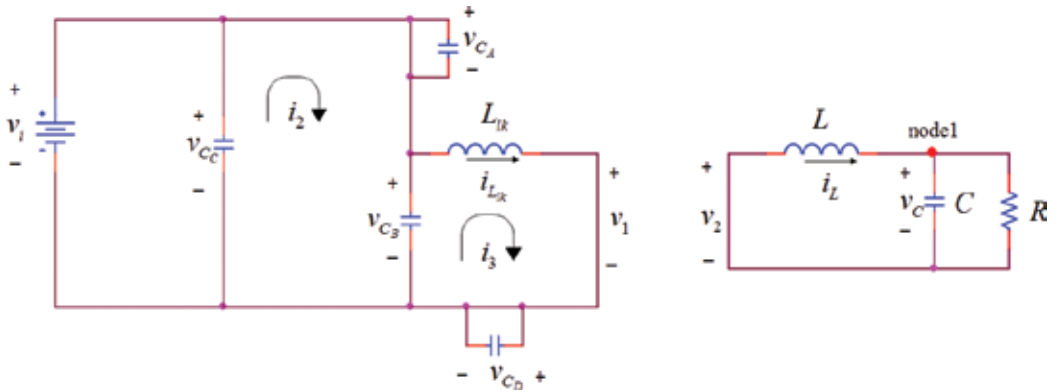 +
v_{C_A}
−
+
v_i
−
+
v_{C_C}
−
i_2
L_{lk}
i_{L_{lk}}
+
v_{C_B}
−
i_3
+
v_1
−
− v_{C_D} +
L
node1
i_L
+
v_2
−
+
v_C
−
C
R